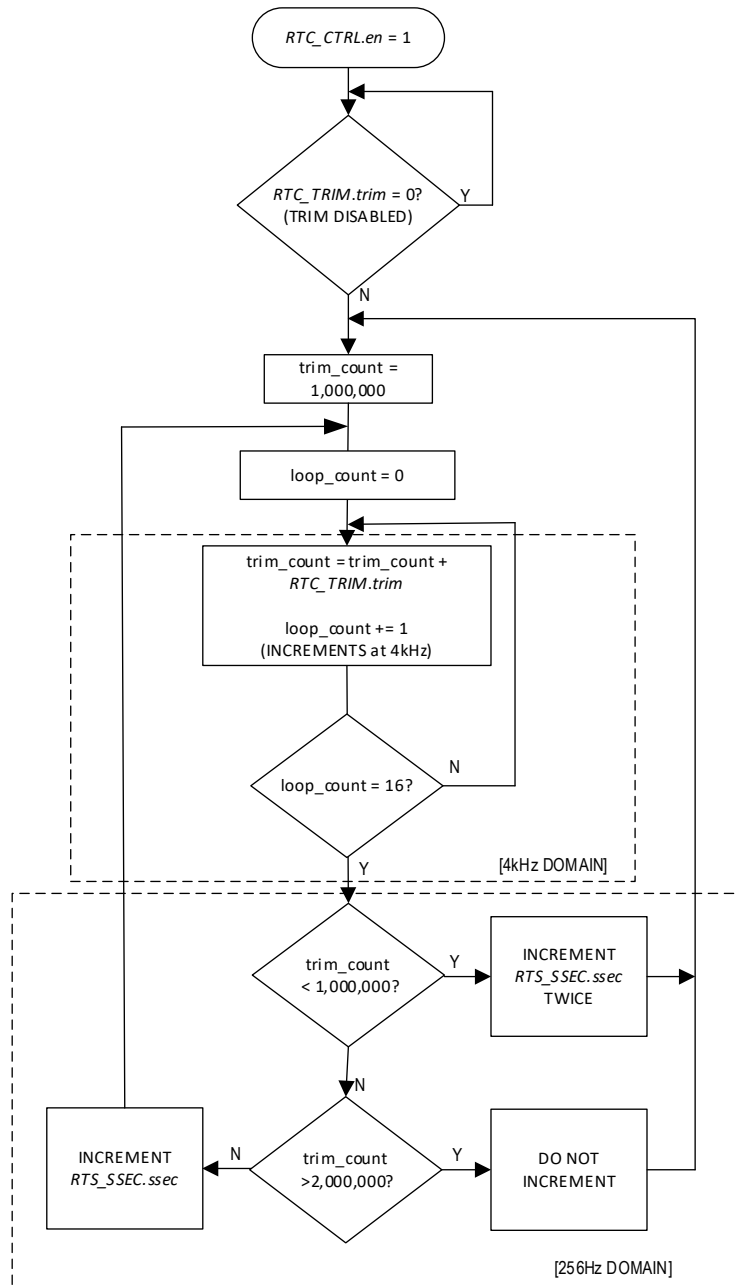 RTC_CTRL.en = 1
RTC_TRIM.trim = 0?
(TRIM DISABLED)
Y
N
trim_count =
1,000,000
loop_count = 0
trim_count = trim_count +
RTC_TRIM.trim
loop_count += 1
(INCREMENTS at 4kHz)
loop_count = 16?
N
Y
[4kHz DOMAIN]
trim_count
< 1,000,000?
Y
INCREMENT
RTS_SSEC.ssec
TWICE
N
INCREMENT
RTS_SSEC.ssec
N
trim_count
>2,000,000?
Y
DO NOT
INCREMENT
[256Hz DOMAIN]